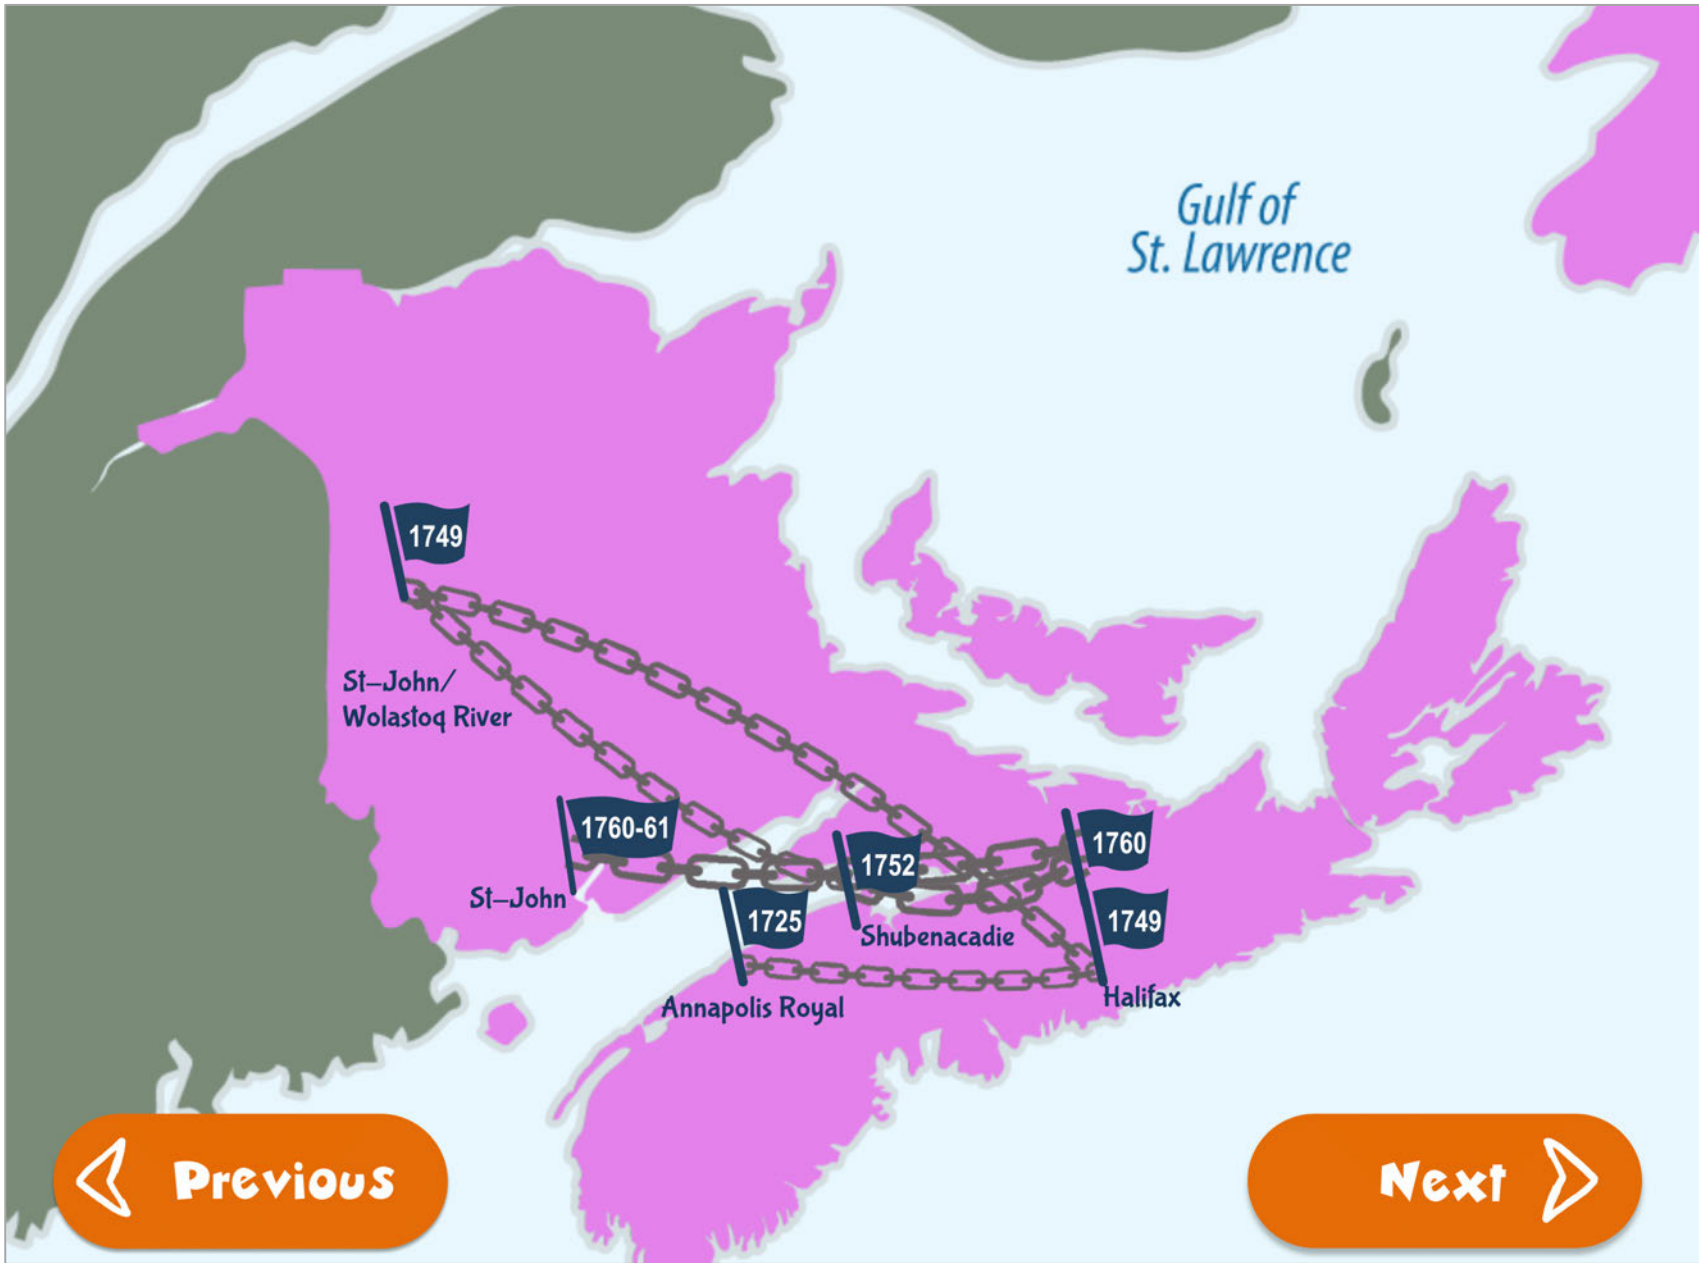 Gulf of
St. Lawrence
1749
St-John/
Wolastoq River
1760-61
St-John
1752
Shubenacadie
1760
1725
1749
Annapolis Royal
Halifax
Previous
Next